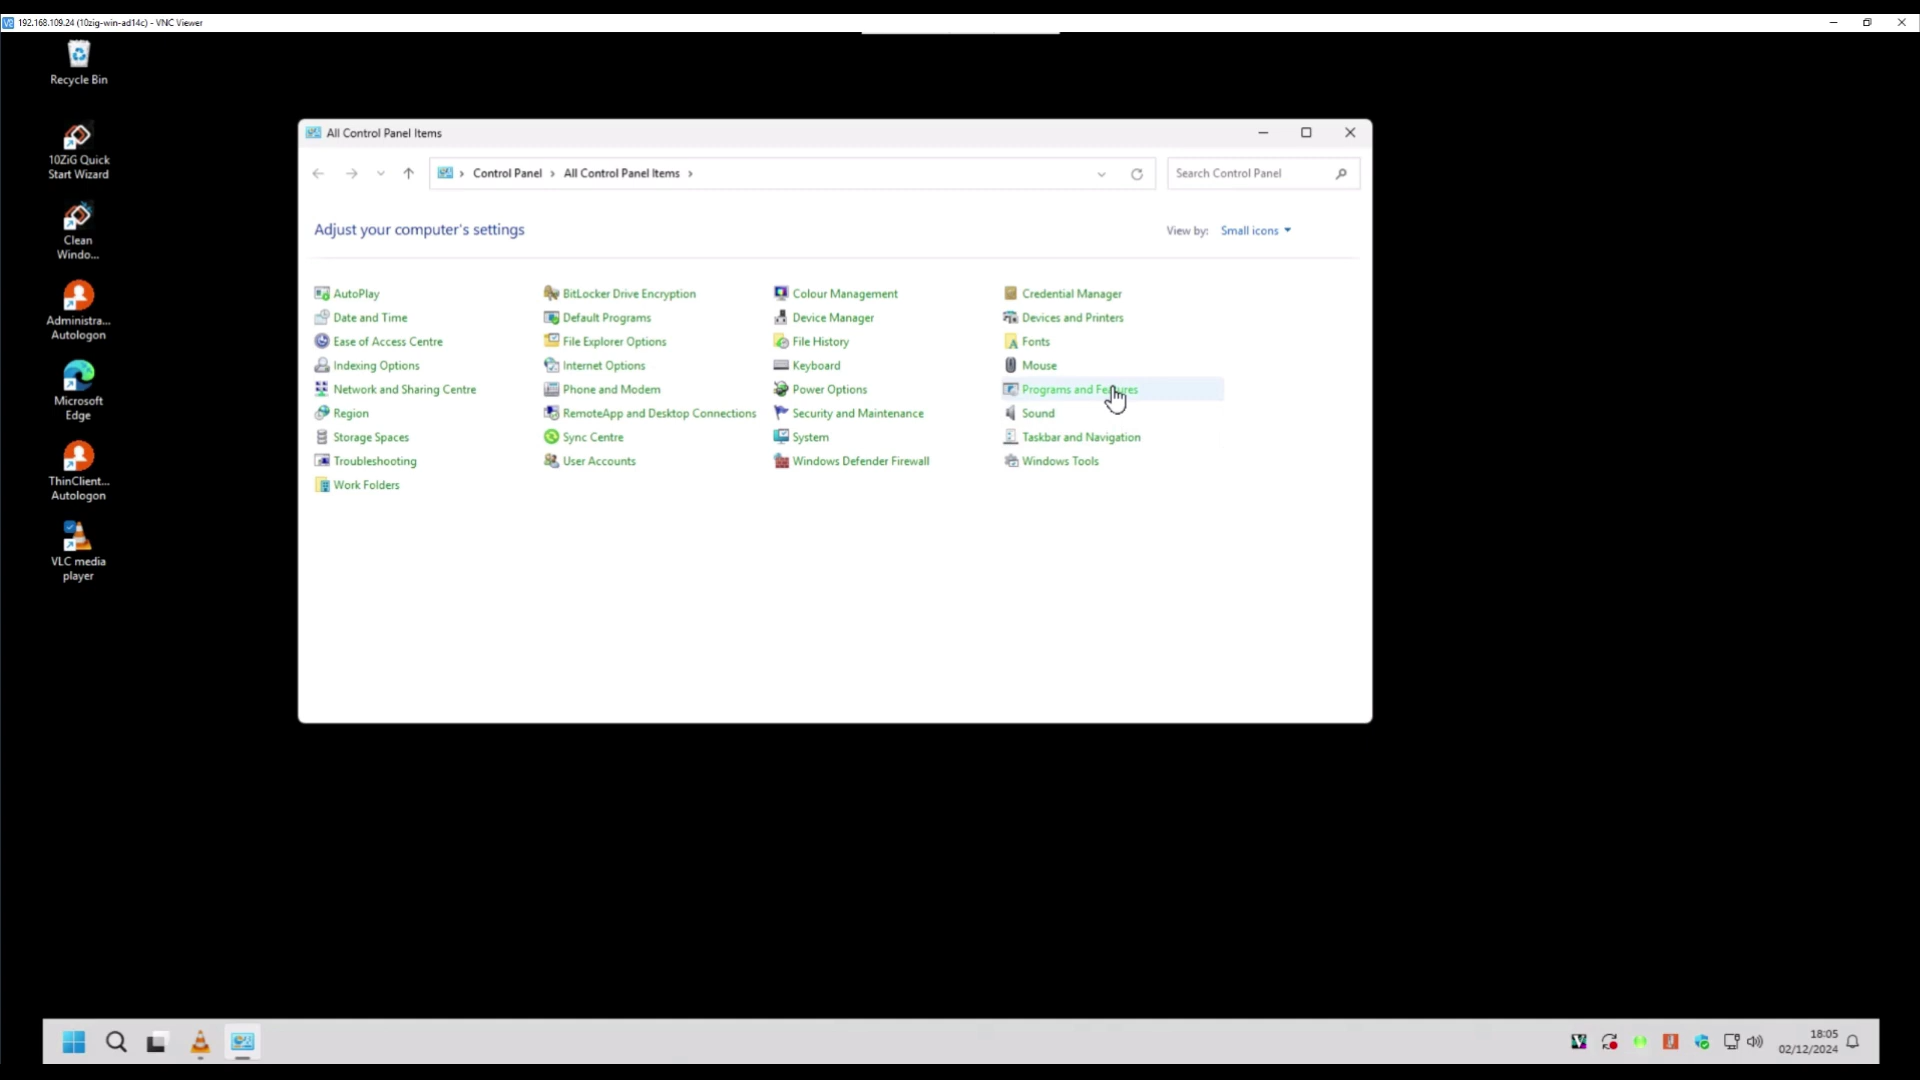 192.168.109.24 (10zig-win-ad14c) - VNC Viewer
Recycle Bin
10ZiG Quick
Start Wizard
Clean
Windo...
Administra...
Autologon
Microsoft
Edge
ThinClient...
Autologon
VLC media
player
All Control Panel Items
Control Panel > All Control Panel Items >
Search Control Panel
Adjust your computer's settings
View by: Small icons
AutoPlay
BitLocker Drive Encryption
Colour Management
Credential Manager
Date and Time
Default Programs
Device Manager
Devices and Printers
Ease of Access Centre
File Explorer Options
File History
Fonts
Indexing Options
Internet Options
Keyboard
Mouse
Network and Sharing Centre
Phone and Modem
Power Options
Programs and Features
Region
RemoteApp and Desktop Connections
Security and Maintenance
Sound
Storage Spaces
Sync Centre
System
Taskbar and Navigation
Troubleshooting
User Accounts
Windows Defender Firewall
Windows Tools
Work Folders
18:05
02/12/2024